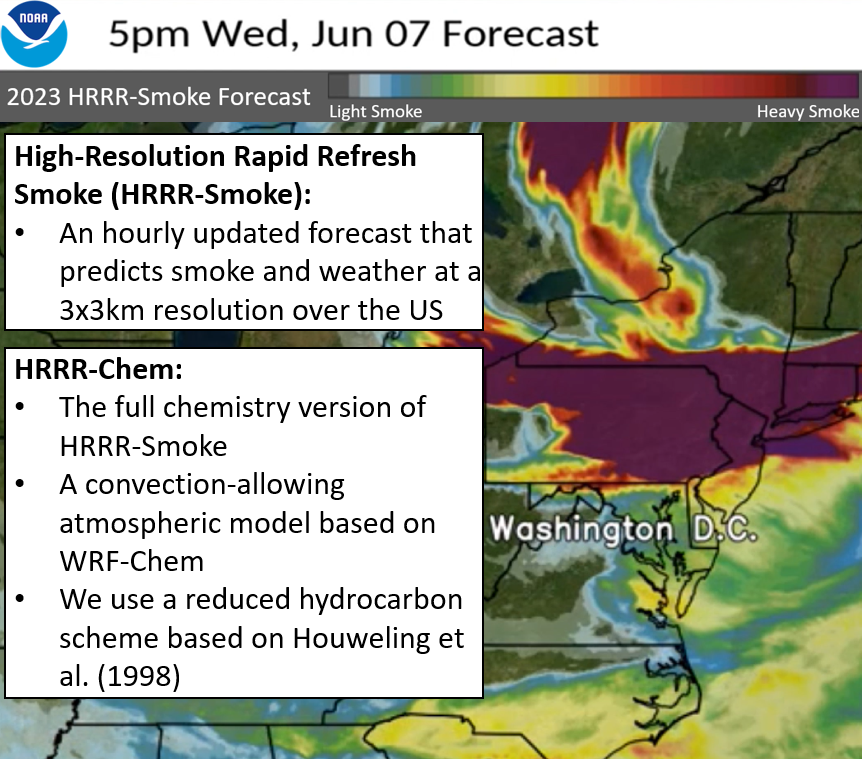 NOAA
5pm Wed, Jun 07 Forecast
2023 HRRR-Smoke Forecast
Light Smoke
Heavy Smoke
High-Resolution Rapid Refresh
Smoke (HRRR-Smoke):
• An hourly updated forecast that
predicts smoke and weather at a
3x3km resolution over the US
HRRR-Chem:
• The full chemistry version of
HRRR-Smoke
• A convection-allowing
atmospheric model based on
WRF-Chem
• We use a reduced hydrocarbon
scheme based on Houweling et
al. (1998)
Washington D.C.